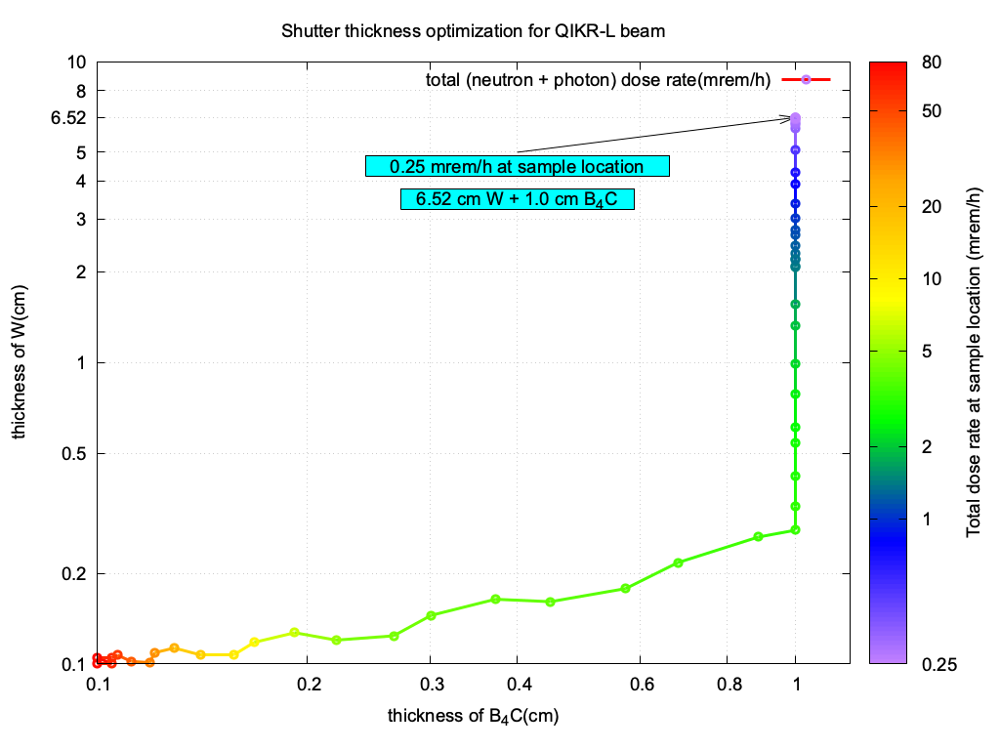 Shutter thickness optimization for QIKR-L beam
total (neutron + photon) dose rate(mrem/h)
0.25 mrem/h at sample location
6.52 cm W + 1.0 cm B₄C
10
8
6.52
5
4
3
2
1
0.5
0.2
0.1
thickness of W(cm)
0.1 0.2 0.3 0.4 0.6 0.8 1
thickness of B₄C(cm)
80
50
20
10
5
2
1
0.25
Total dose rate at sample location (mrem/h)